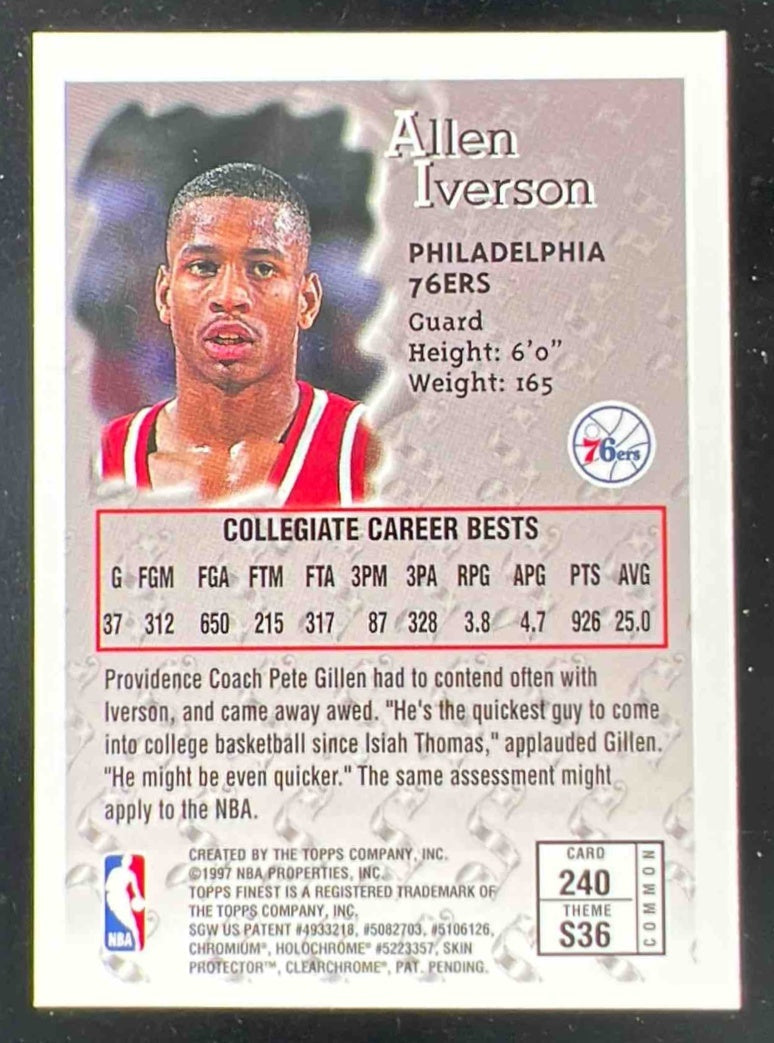 Allen
Iverson
PHILADELPHIA
76ERS
Guard
Height: 6'0"
Weight: 165
76ers
COLLEGIATE CAREER BESTS
G FGM FGA FTM FTA 3PM 3PA RPG APG PTS AVG
37 312 650 215 317 87 328 3.8 4.7 926 25.0
Providence Coach Pete Gillen had to contend often with
Iverson, and came away awed. "He's the quickest guy to come
into college basketball since Isiah Thomas," applauded Gillen.
"He might be even quicker." The same assessment might
apply to the NBA.
NBA
CREATED BY THE TOPPS COMPANY, INC.
©1997 NBA PROPERTIES, INC.
TOPPS FINEST IS A REGISTERED TRADEMARK OF
THE TOPPS COMPANY, INC.
SGW US PATENT #4933218, #5082703, #5106126,
CHROMIUM®, HOLOCHROME® #5223357, SKIN
PROTECTOR™, CLEARCHROME®, PAT. PENDING.
CARD
240
THEME
S36
COMMON